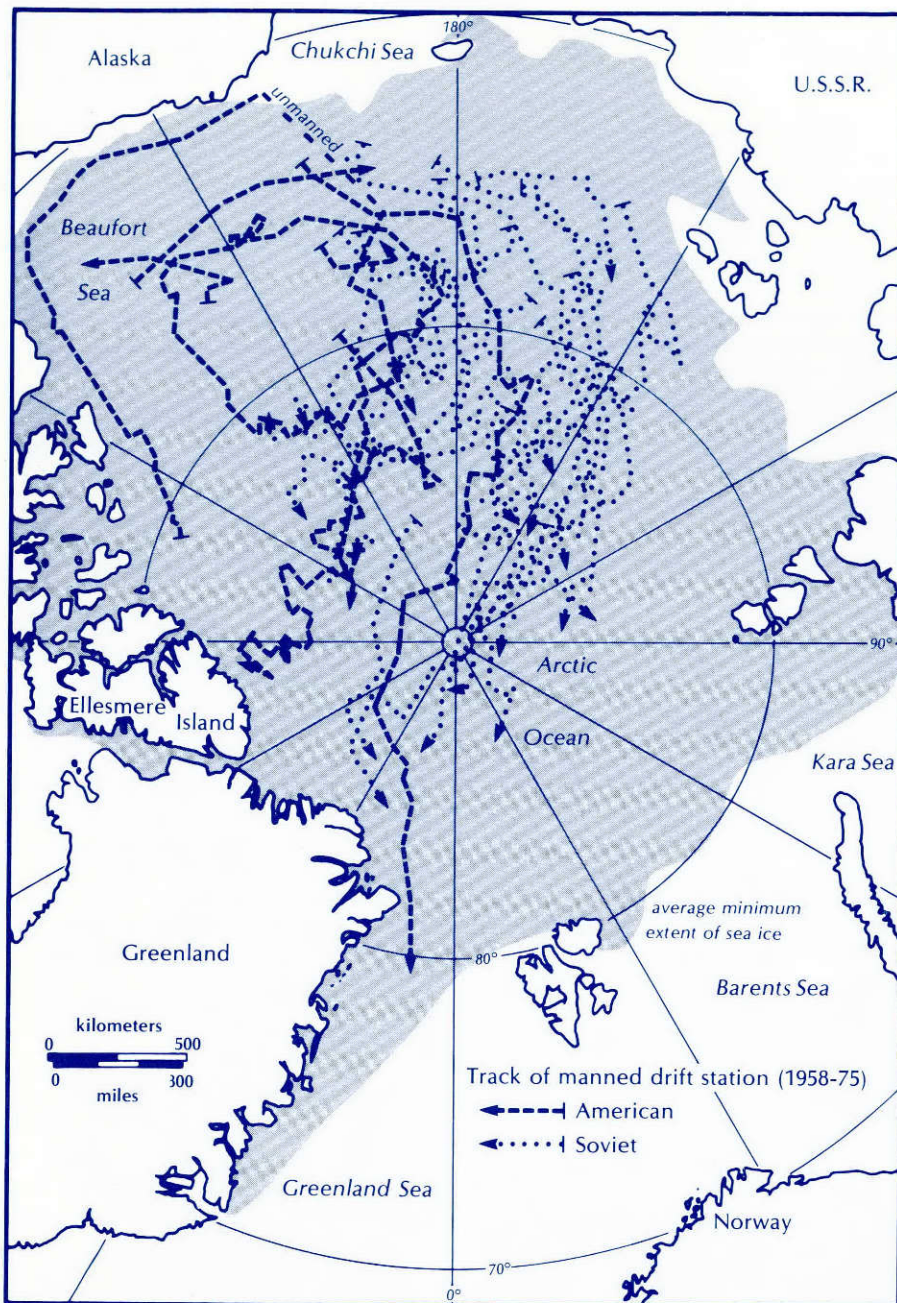 180°
Alaska
Chukchi Sea
U.S.S.R.
unmanned
Beaufort
Sea
Arctic
90°
Ellesmere
Island
Ocean
Kara Sea
average minimum
extent of sea ice
Greenland
80°
Barents Sea
kilometers
0 500
0 300
miles
Track of manned drift station (1958-75)
American
Soviet
Greenland Sea
Norway
70°
0°